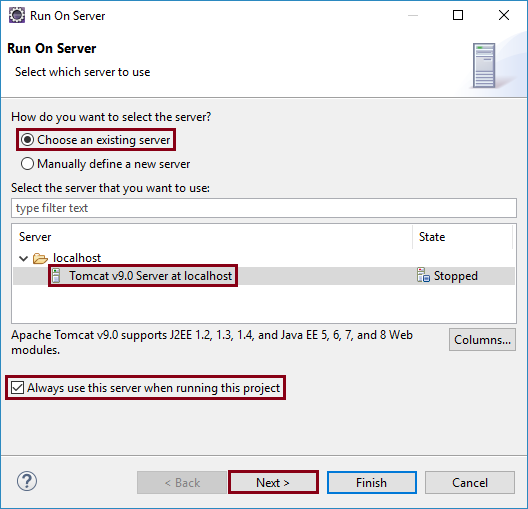 Run On Server
Run On Server
Select which server to use
How do you want to select the server?
Choose an existing server
Manually define a new server
Select the server that you want to use:
type filter text
Server State
localhost
Tomcat v9.0 Server at localhost Stopped
Apache Tomcat v9.0 supports J2EE 1.2, 1.3, 1.4, and Java EE 5, 6, 7, and 8 Web
modules.
Columns...
Always use this server when running this project
? < Back Next > Finish Cancel